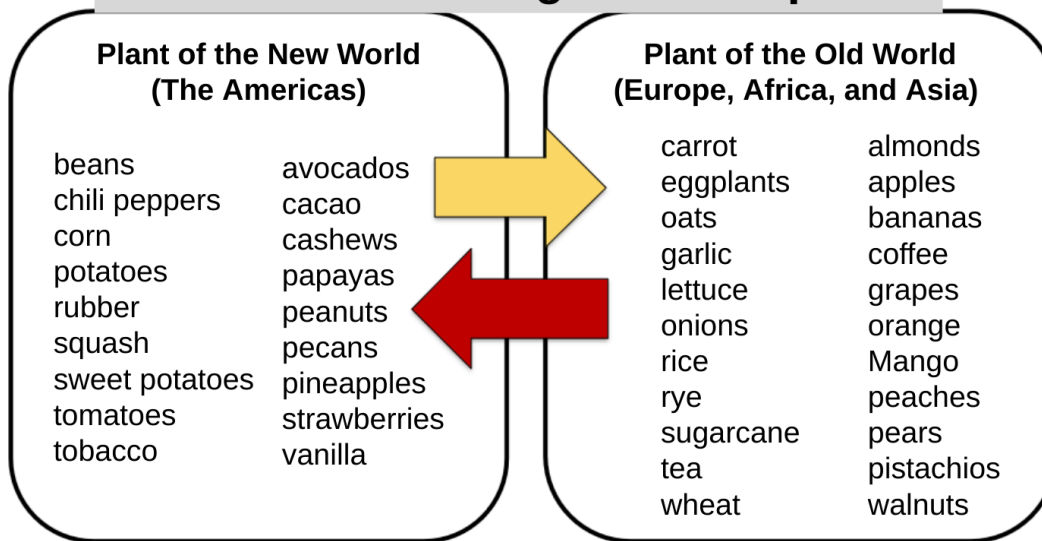 Plant of the New World
(The Americas)
beans
chili peppers
corn
potatoes
rubber
squash
sweet potatoes
tomatoes
tobacco
avocados
cacao
cashews
papayas
peanuts
pecans
pineapples
strawberries
vanilla
Plant of the Old World
(Europe, Africa, and Asia)
carrot
eggplants
oats
garlic
lettuce
onions
rice
rye
sugarcane
tea
wheat
almonds
apples
bananas
coffee
grapes
orange
Mango
peaches
pears
pistachios
walnuts